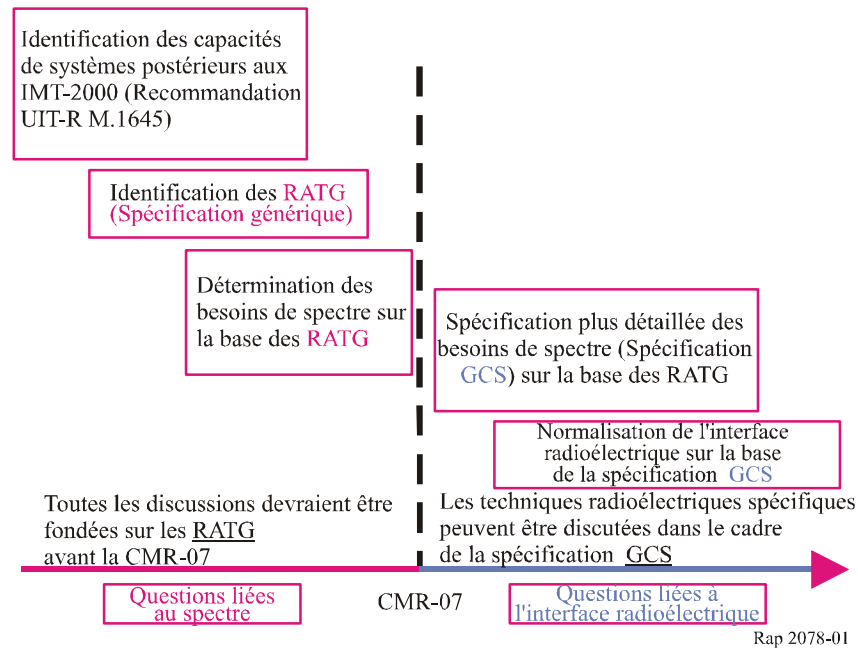 Identification des capacités
de systèmes postérieurs aux
IMT-2000 (Recommandation
UIT-R M.1645)
Identification des RATG
(Spécification générique)
Détermination des
besoins de spectre sur
la base des RATG
Spécification plus détaillée des
besoins de spectre (Spécification
GCS) sur la base des RATG
Normalisation de l'interface
radioélectrique sur la base
de la spécification GCS
Toutes les discussions devraient être
fondées sur les RATG
avant la CMR-07
Les techniques radioélectriques spécifiques
peuvent être discutées dans le cadre
de la spécification GCS
Questions liées
au spectre
CMR-07
Questions liées à
l'interface radioélectrique
Rap 2078-01